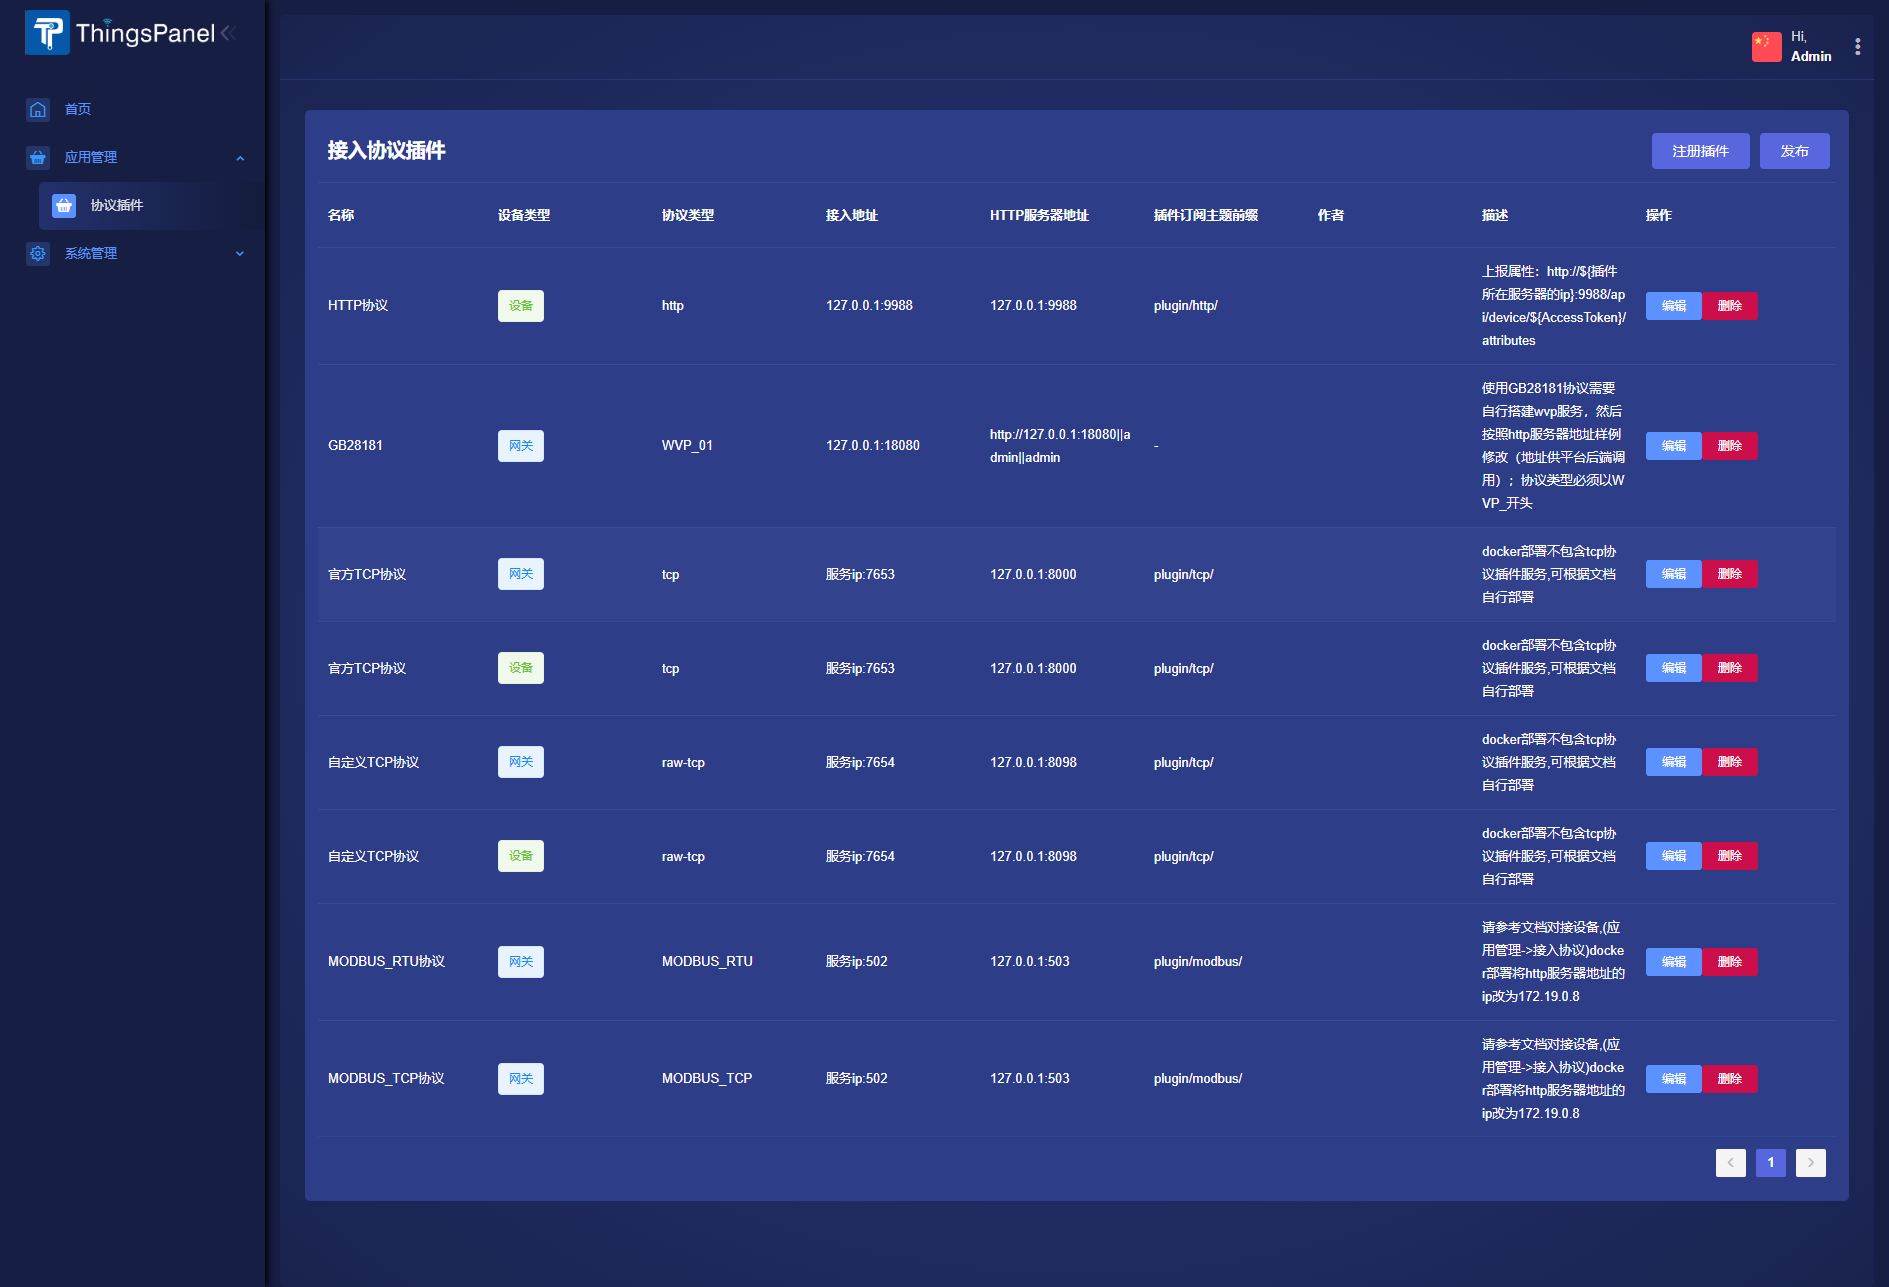 ThingsPanel
Hi,
Admin
首页
应用管理
协议插件
系统管理
接入协议插件
注册插件 发布
名称 设备类型 协议类型 接入地址 HTTP服务器地址 插件订阅主题前缀 作者 描述 操作
HTTP协议 设备 http 127.0.0.1:9988 127.0.0.1:9988 plugin/http/ 编辑 删除
上报属性：http://${插件
所在服务器的ip}:9988/ap
i/device/${AccessToken}/
attributes
GB28181 网关 WVP_01 127.0.0.1:18080 - 编辑 删除
http://127.0.0.1:18080||a
dmin||admin
使用GB28181协议需要
自行搭建wvp服务，然后
按照http服务器地址样例
修改（地址供平台后端调
用）；协议类型必须以W
VP_开头
官方TCP协议 网关 tcp 服务ip:7653 127.0.0.1:8000 plugin/tcp/ 编辑 删除
docker部署不包含tcp协
议插件服务,可根据文档
自行部署
官方TCP协议 设备 tcp 服务ip:7653 127.0.0.1:8000 plugin/tcp/ 编辑 删除
docker部署不包含tcp协
议插件服务,可根据文档
自行部署
自定义TCP协议 网关 raw-tcp 服务ip:7654 127.0.0.1:8098 plugin/tcp/ 编辑 删除
docker部署不包含tcp协
议插件服务,可根据文档
自行部署
自定义TCP协议 设备 raw-tcp 服务ip:7654 127.0.0.1:8098 plugin/tcp/ 编辑 删除
docker部署不包含tcp协
议插件服务,可根据文档
自行部署
MODBUS_RTU协议 网关 MODBUS_RTU 服务ip:502 127.0.0.1:503 plugin/modbus/ 编辑 删除
请参考文档对接设备,(应
用管理->接入协议)docke
r部署将http服务器地址的
ip改为172.19.0.8
MODBUS_TCP协议 网关 MODBUS_TCP 服务ip:502 127.0.0.1:503 plugin/modbus/ 编辑 删除
请参考文档对接设备,(应
用管理->接入协议)docke
r部署将http服务器地址的
ip改为172.19.0.8
1